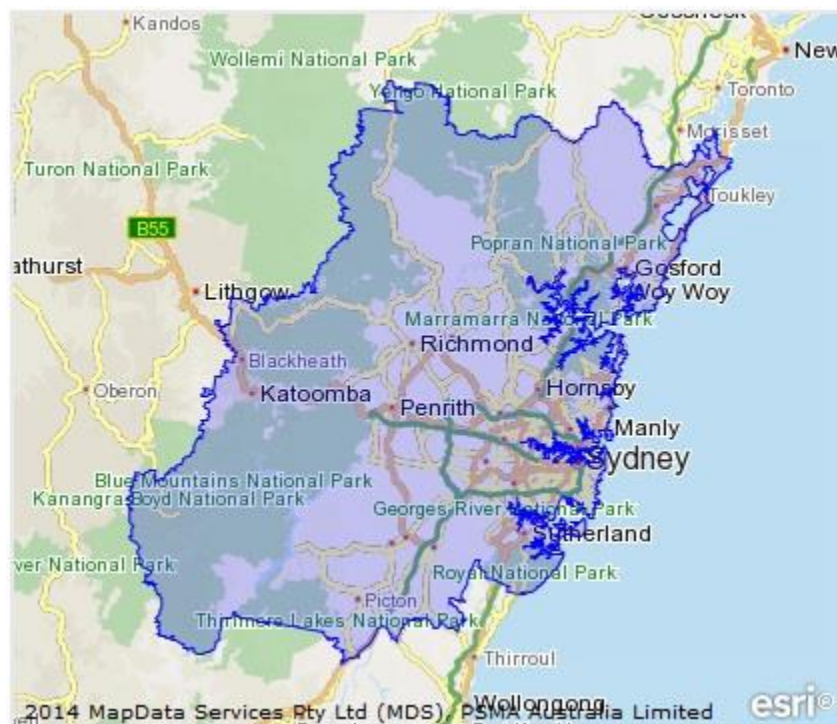 Kandos
Wollemi National Park
Yengo National Park
New
Toronto
Morisset
Turon National Park
Toukley
B55
Popran National Park
athurst
Gosford
Lithgow
Woy Woy
Marramarra National Park
Richmond
Blackheath
Oberon
Katoomba
Hornsby
Penrith
Manly
Sydney
Blue Mountains National Park
Kanangra-Boyd National Park
Georges River National Park
Sutherland
ver National Park
Royal National Park
Picton
Thirlmere Lakes National Park
Thirroul
Wollongong
2014 MapData Services Pty Ltd (MDS), PSMA Australia Limited
esri